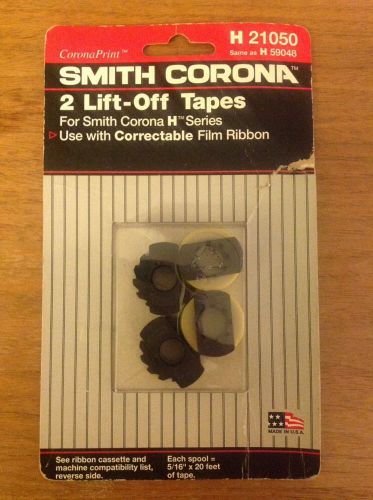 CoronaPrint™
H 21050
Same as H 59048
SMITH CORONA™
2 Lift-Off Tapes
For Smith Corona H™ Series
Use with Correctable Film Ribbon
MADE IN U.S.A.
See ribbon cassette and
machine compatibility list,
reverse side.
Each spool =
5/16" x 20 feet
of tape.